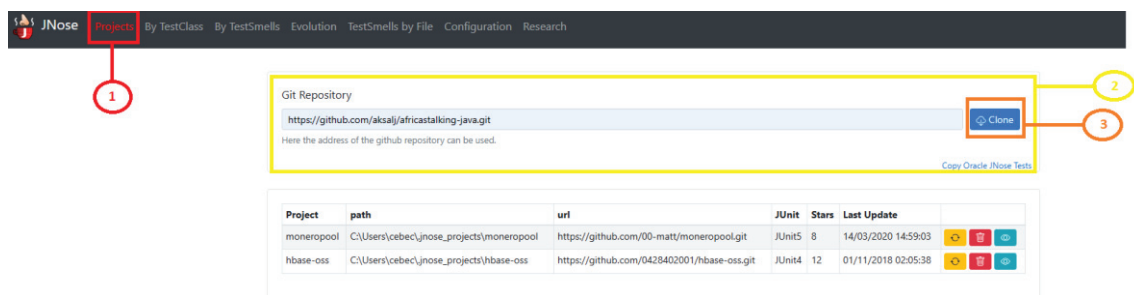 JNose Projects By TestClass By TestSmells Evolution TestSmells by File Configuration Research
1
2
Git Repository
https://github.com/aksalj/africastalking-java.git Clone
3
Here the address of the github repository can be used.
Copy Oracle JNose Tests
Project path url JUnit Stars Last Update
moneropool C:\Users\cebec\.jnose_projects\moneropool https://github.com/00-matt/moneropool.git JUnit5 8 14/03/2020 14:59:03
hbase-oss C:\Users\cebec\.jnose_projects\hbase-oss https://github.com/0428402001/hbase-oss.git JUnit4 12 01/11/2018 02:05:38